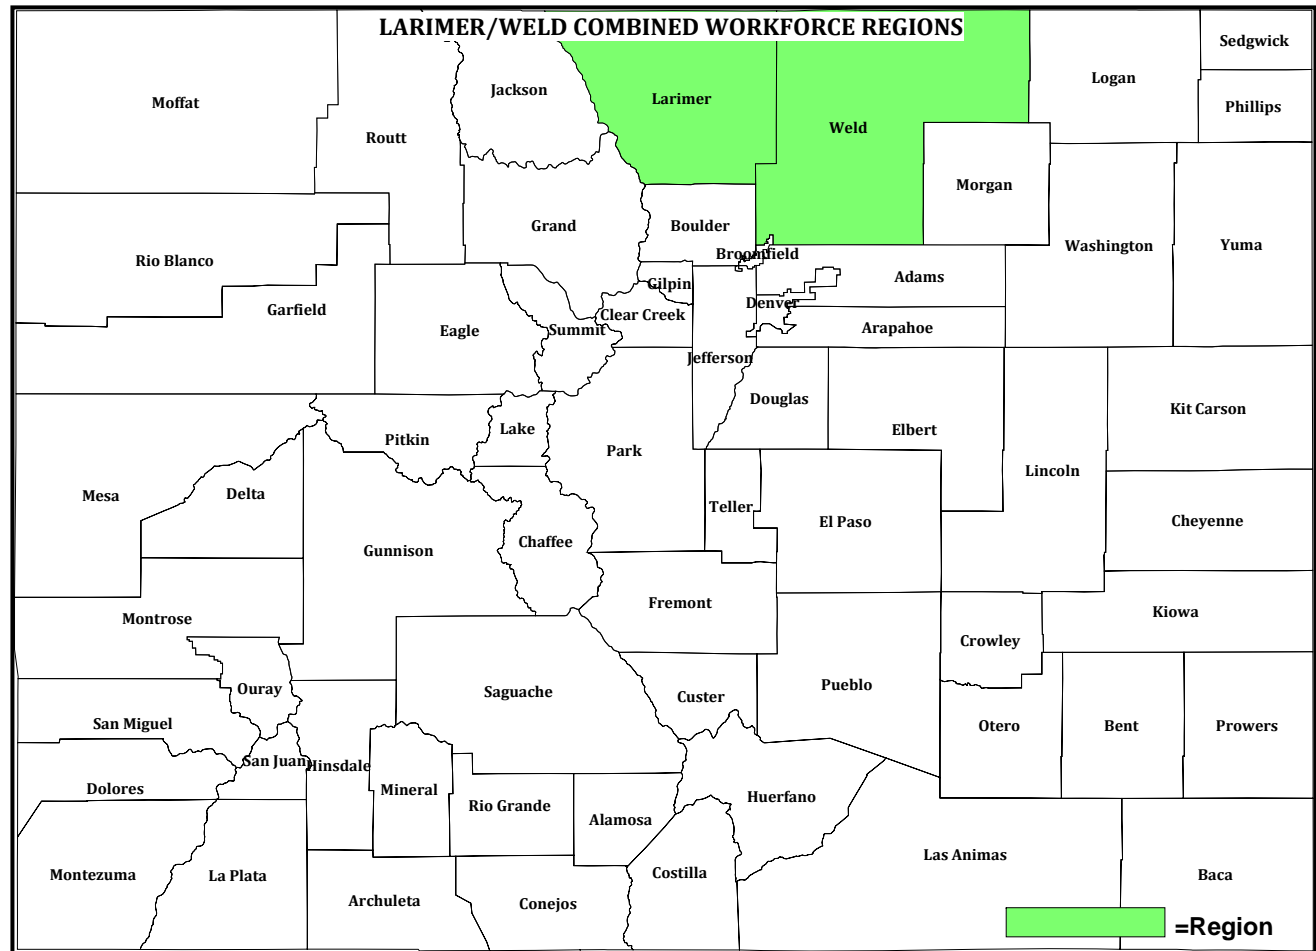 LARIMER/WELD COMBINED WORKFORCE REGIONS
Sedgwick
Logan
Jackson
Moffat
Larimer
Phillips
Weld
Routt
Morgan
Grand
Boulder
Washington
Yuma
Broomfield
Rio Blanco
Adams
Gilpin
Denver
Garfield
Clear Creek
Eagle
Summit
Arapahoe
Jefferson
Douglas
Kit Carson
Lake
Elbert
Pitkin
Park
Lincoln
Delta
Mesa
Teller
El Paso
Cheyenne
Chaffee
Gunnison
Fremont
Kiowa
Montrose
Crowley
Ouray
Saguache
Pueblo
Custer
San Miguel
Otero
Bent
Prowers
San Juan
Hinsdale
Dolores
Mineral
Huerfano
Rio Grande
Alamosa
Las Animas
Costilla
Montezuma
La Plata
Baca
Archuleta
Conejos
=Region